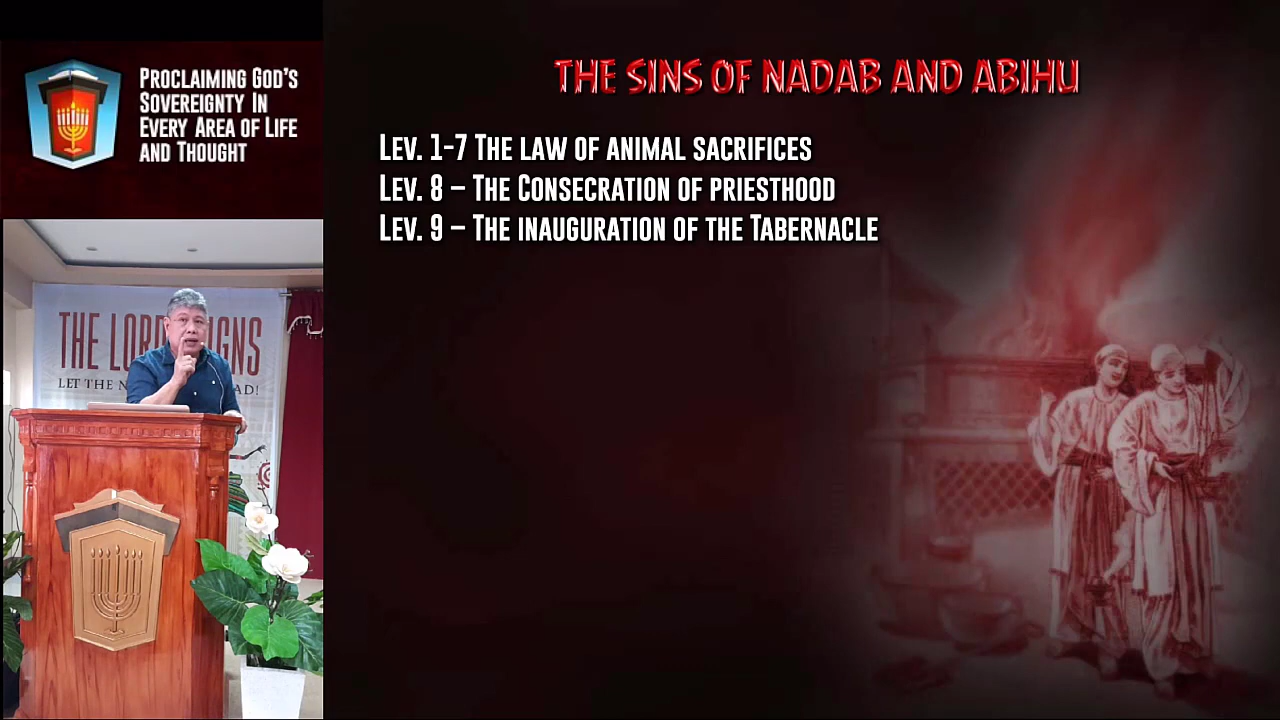 PROCLAIMING GOD'S
SOVEREIGNTY IN
EVERY AREA OF LIFE
AND THOUGHT
THE SINS OF NADAB AND ABIHU
LEV. 1-7 THE LAW OF ANIMAL SACRIFICES
LEV. 8 – THE CONSECRATION OF PRIESTHOOD
LEV. 9 – THE INAUGURATION OF THE TABERNACLE
THE
LET THE